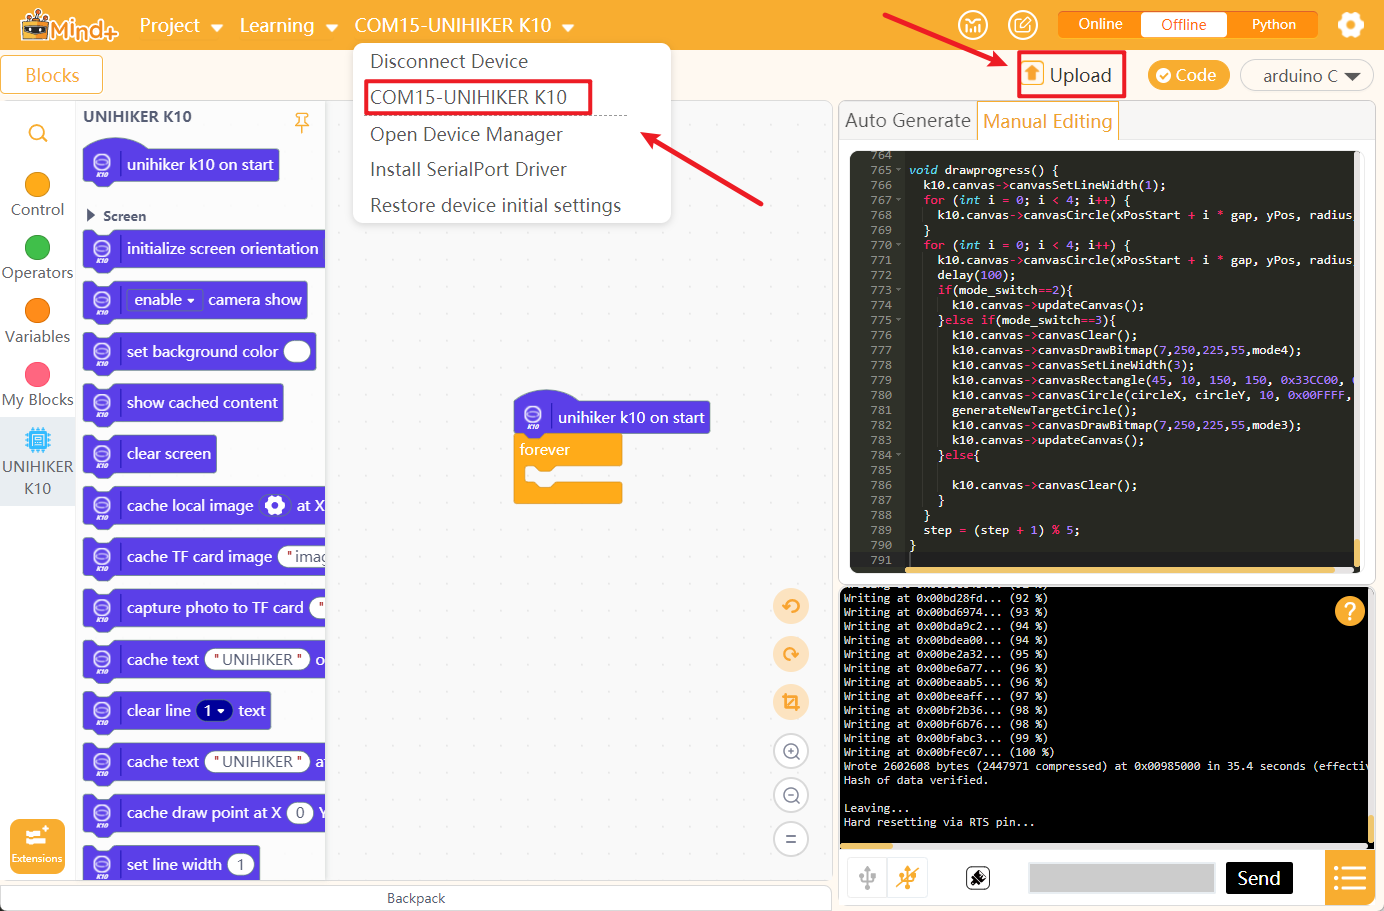 Mind+
Project
Learning
COM15-UNIHIKER K10
Online
Offline
Python
Blocks
Disconnect Device
COM15-UNIHIKER K10
Open Device Manager
Install SerialPort Driver
Restore device initial settings
Upload
Code
arduino C
Control
Operators
Variables
My Blocks
UNIHIKER
K10
Extensions
UNIHIKER K10
unihiker k10 on start
Screen
initialize screen orientation
enable camera show
set background color
show cached content
clear screen
cache local image at X
cache TF card image "imag
capture photo to TF card "
cache text "UNIHIKER" o
clear line 1 text
cache text "UNIHIKER" a
cache draw point at X 0 Y
set line width 1
unihiker k10 on start
forever
Backpack
Auto Generate
Manual Editing
764
765 void drawprogress() {
766 k10.canvas->canvasSetLineWidth(1);
767 for (int i = 0; i < 4; i++) {
768 k10.canvas->canvasCircle(xPosStart + i * gap, yPos, radius,
769 }
770 for (int i = 0; i < 4; i++) {
771 k10.canvas->canvasCircle(xPosStart + i * gap, yPos, radius,
772 delay(100);
773 if(mode_switch==2){
774 k10.canvas->updateCanvas();
775 }else if(mode_switch==3){
776 k10.canvas->canvasClear();
777 k10.canvas->canvasDrawBitmap(7,250,225,55,mode4);
778 k10.canvas->canvasSetLineWidth(3);
779 k10.canvas->canvasRectangle(45, 10, 150, 150, 0x33CC00,
780 k10.canvas->canvasCircle(circleX, circleY, 10, 0x00FFFF,
781 generateNewTargetCircle();
782 k10.canvas->canvasDrawBitmap(7,250,225,55,mode3);
783 k10.canvas->updateCanvas();
784 }else{
785
786 k10.canvas->canvasClear();
787 }
788 }
789 step = (step + 1) % 5;
790 }
791
Writing at 0x00bd28fd... (92 %)
Writing at 0x00bd6974... (93 %)
Writing at 0x00bda9c2... (94 %)
Writing at 0x00bdea00... (94 %)
Writing at 0x00be2a32... (95 %)
Writing at 0x00be6a77... (96 %)
Writing at 0x00beaab5... (96 %)
Writing at 0x00beeaff... (97 %)
Writing at 0x00bf2b36... (98 %)
Writing at 0x00bf6b76... (98 %)
Writing at 0x00bfabc3... (99 %)
Writing at 0x00bfec07... (100 %)
Wrote 2602608 bytes (2447971 compressed) at 0x00985000 in 35.4 seconds (effectiv
Hash of data verified.
Leaving...
Hard resetting via RTS pin...
Send